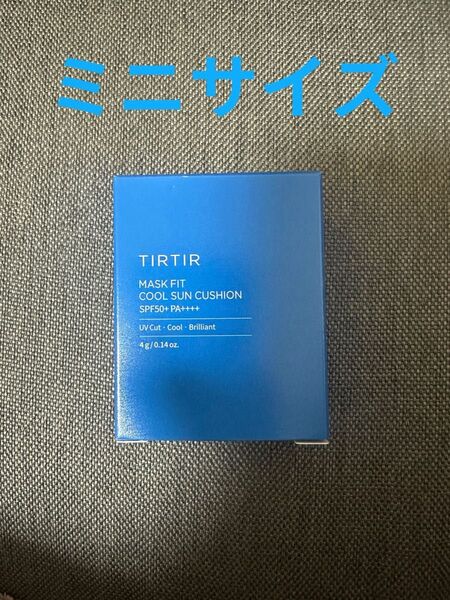 ミニサイズ
TIRTIR
MASK FIT
COOL SUN CUSHION
SPF50+ PA++++
UV Cut · Cool · Brilliant
4 g / 0.14 oz.